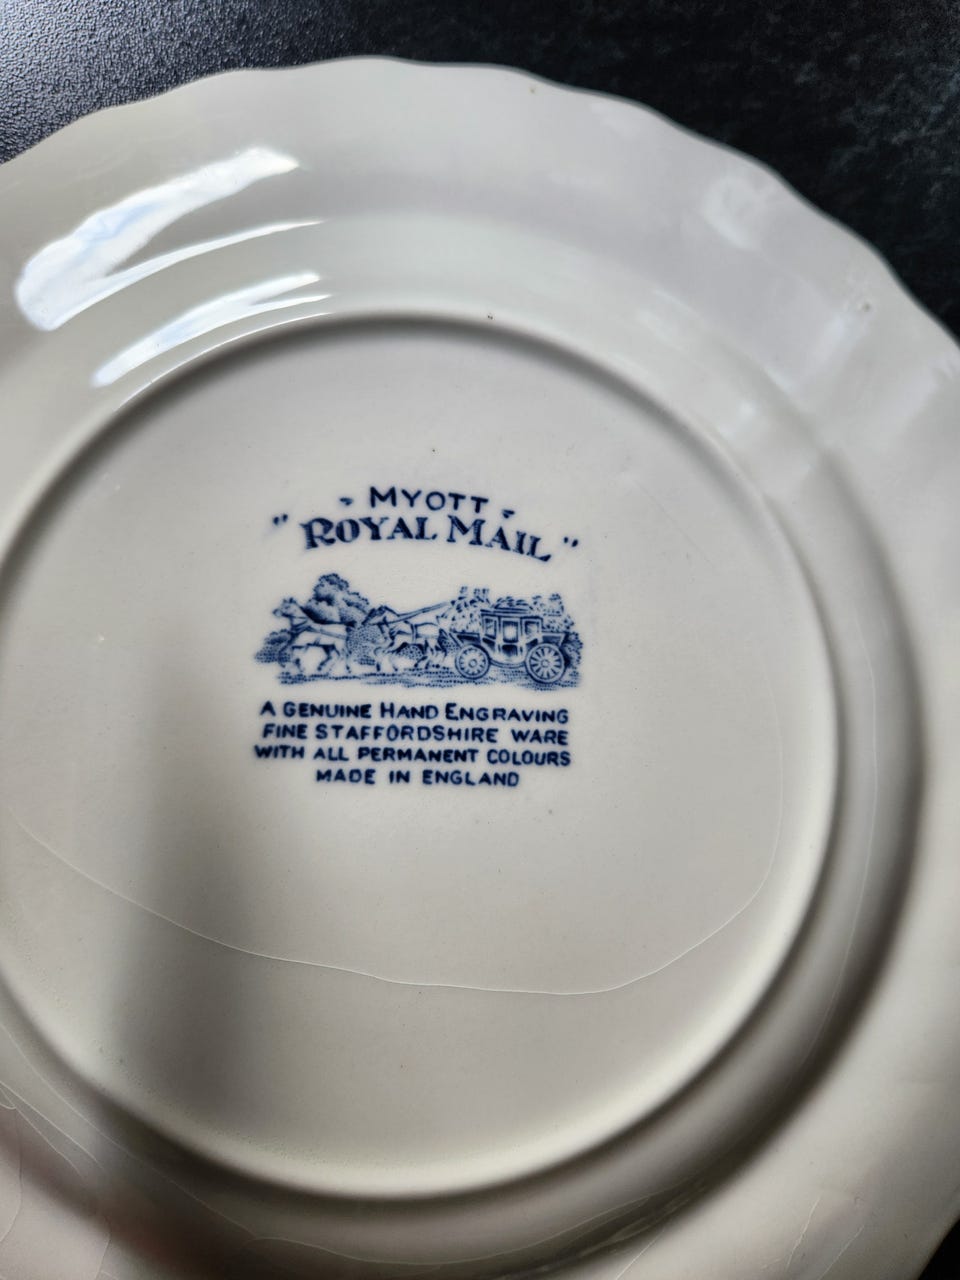 MYOTT
"ROYAL MAIL"
A GENUINE HAND ENGRAVING
FINE STAFFORDSHIRE WARE
WITH ALL PERMANENT COLOURS
MADE IN ENGLAND